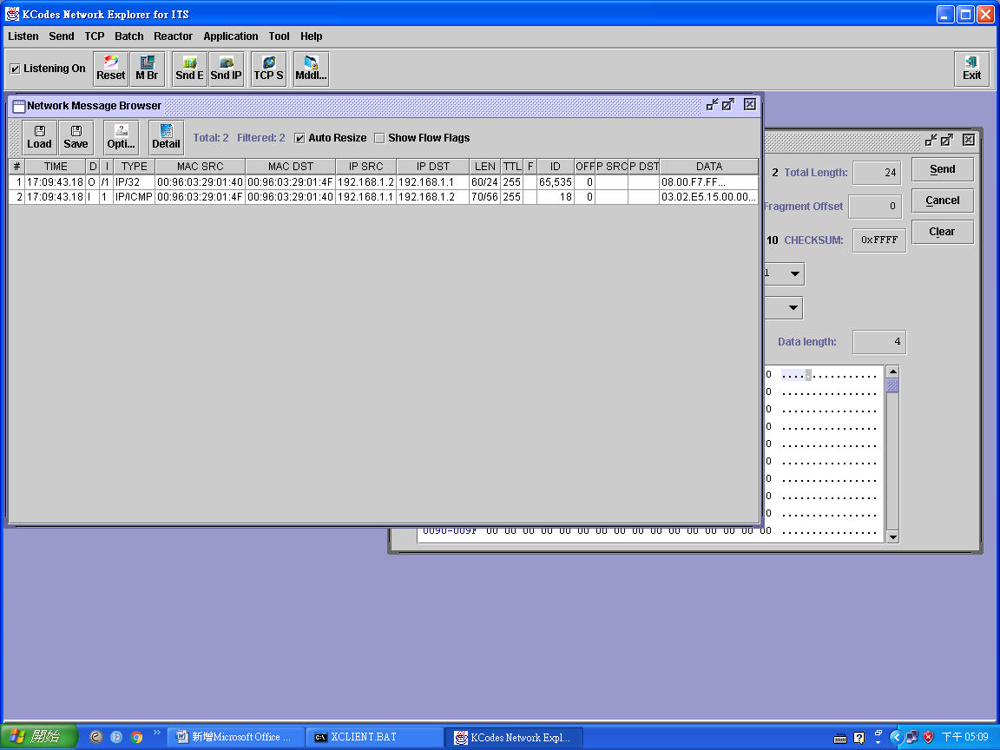 KCodes Network Explorer for ITS
Listen Send TCP Batch Reactor Application Tool Help
Listening On Reset M Br Snd E Snd IP TCP S Mddl... Exit
Network Message Browser
Load Save Opti... Detail Total: 2 Filtered: 2 Auto Resize Show Flow Flags
# TIME D I TYPE MAC SRC MAC DST IP SRC IP DST LEN TTL F ID OFF P SRC P DST DATA
1 17:09:43.18 O /1 IP/32 00:96:03:29:01:40 00:96:03:29:01:4F 192.168.1.2 192.168.1.1 60/24 255 65,535 0 08.00.F7.FF...
2 17:09:43.18 I 1 IP/ICMP 00:96:03:29:01:4F 00:96:03:29:01:40 192.168.1.1 192.168.1.2 70/56 255 18 0 03.02.E5.15.00.00...
2 Total Length: 24 Send
Fragment Offset 0 Cancel
10 CHECKSUM: 0xFFFF Clear
1
Data length: 4
0 ................
0 ................
0 ................
0 ................
0 ................
0 ................
0 ................
0 ................
0 ................
0090-009F 00 00 00 00 00 00 00 00 00 00 00 00 00 00 00 00 ................
開始 新增Microsoft Office ... XCLIENT.BAT KCodes Network Expl... 下午 05:09